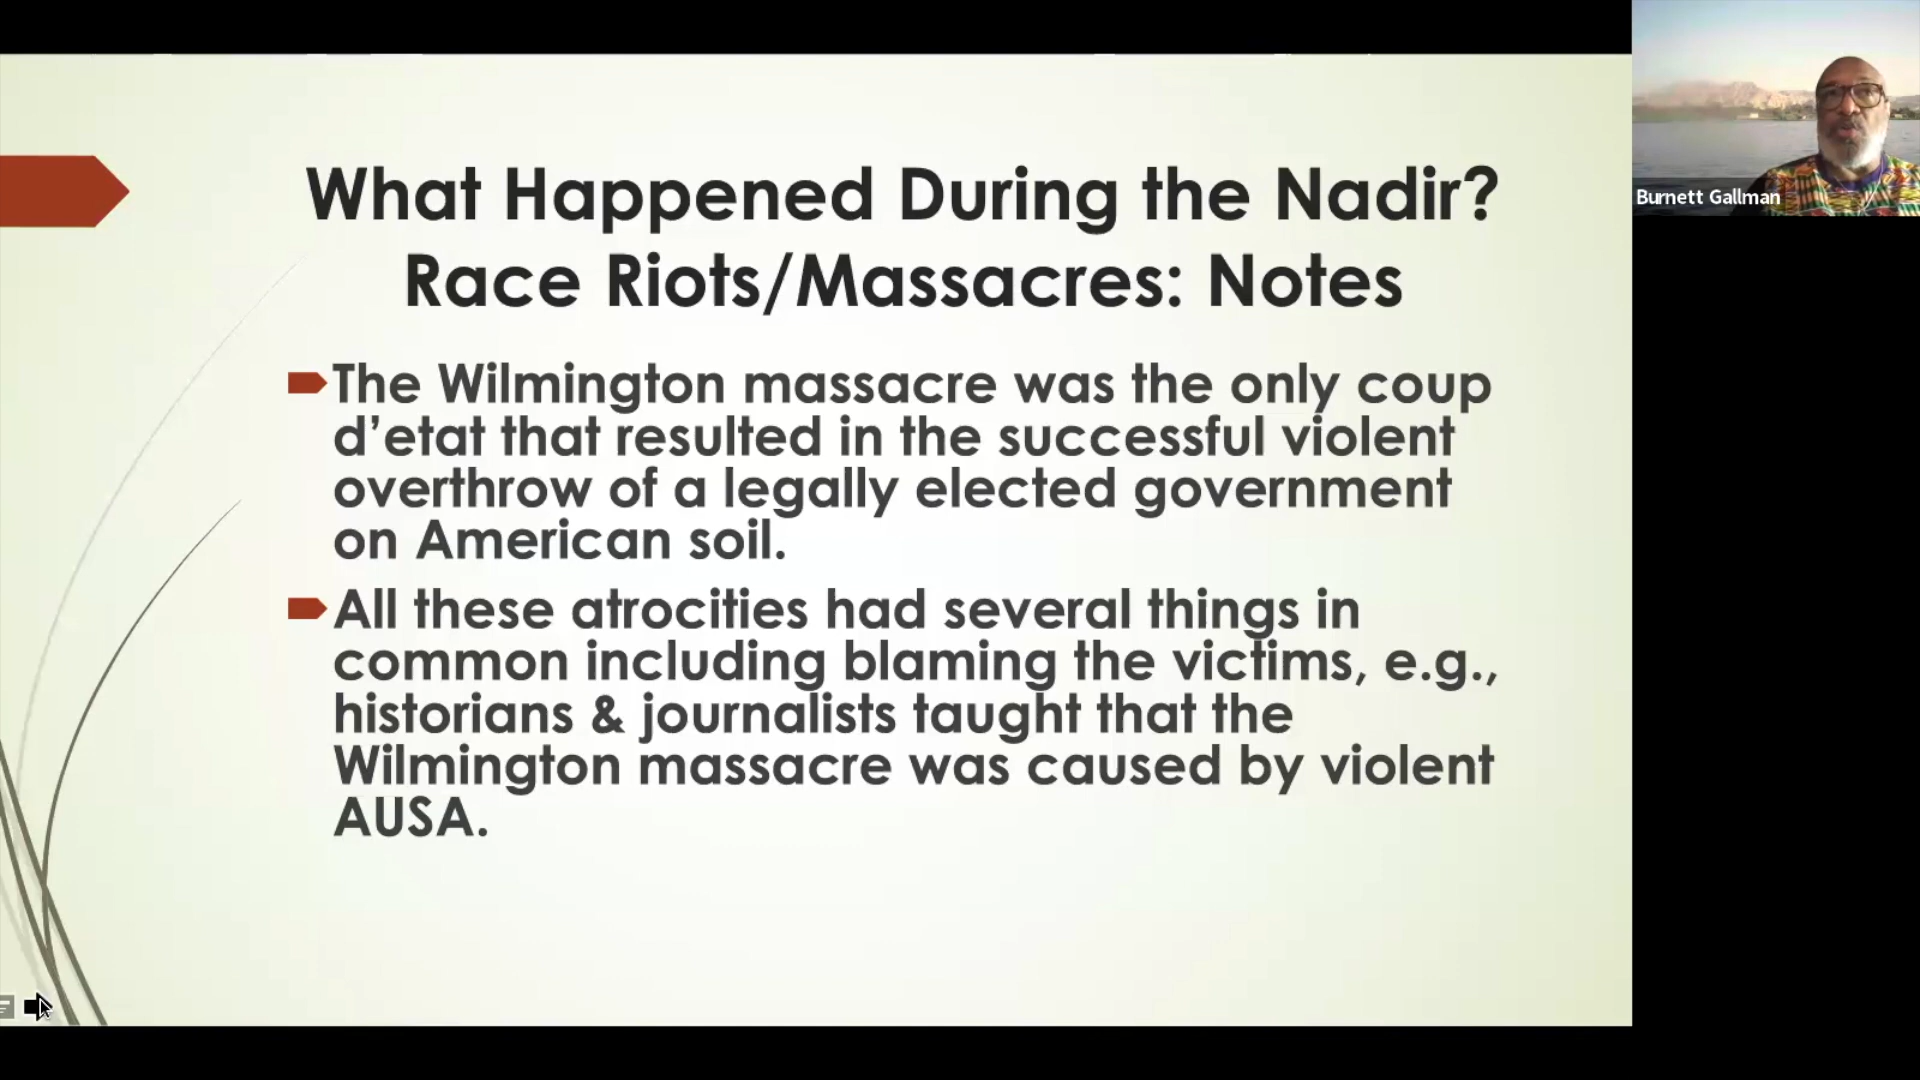 What Happened During the Nadir?
Race Riots/Massacres: Notes
The Wilmington massacre was the only coup
d’etat that resulted in the successful violent
overthrow of a legally elected government
on American soil.
All these atrocities had several things in
common including blaming the victims, e.g.,
historians & journalists taught that the
Wilmington massacre was caused by violent
AUSA.
Burnett Gallman